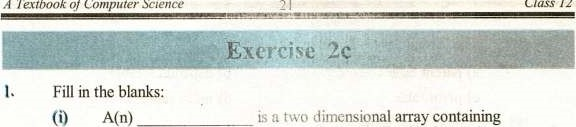 A Textbook of Computer Science 21 Class 12
Exercise 2c
1. Fill in the blanks:
(i) A(n) ____________ is a two dimensional array containing